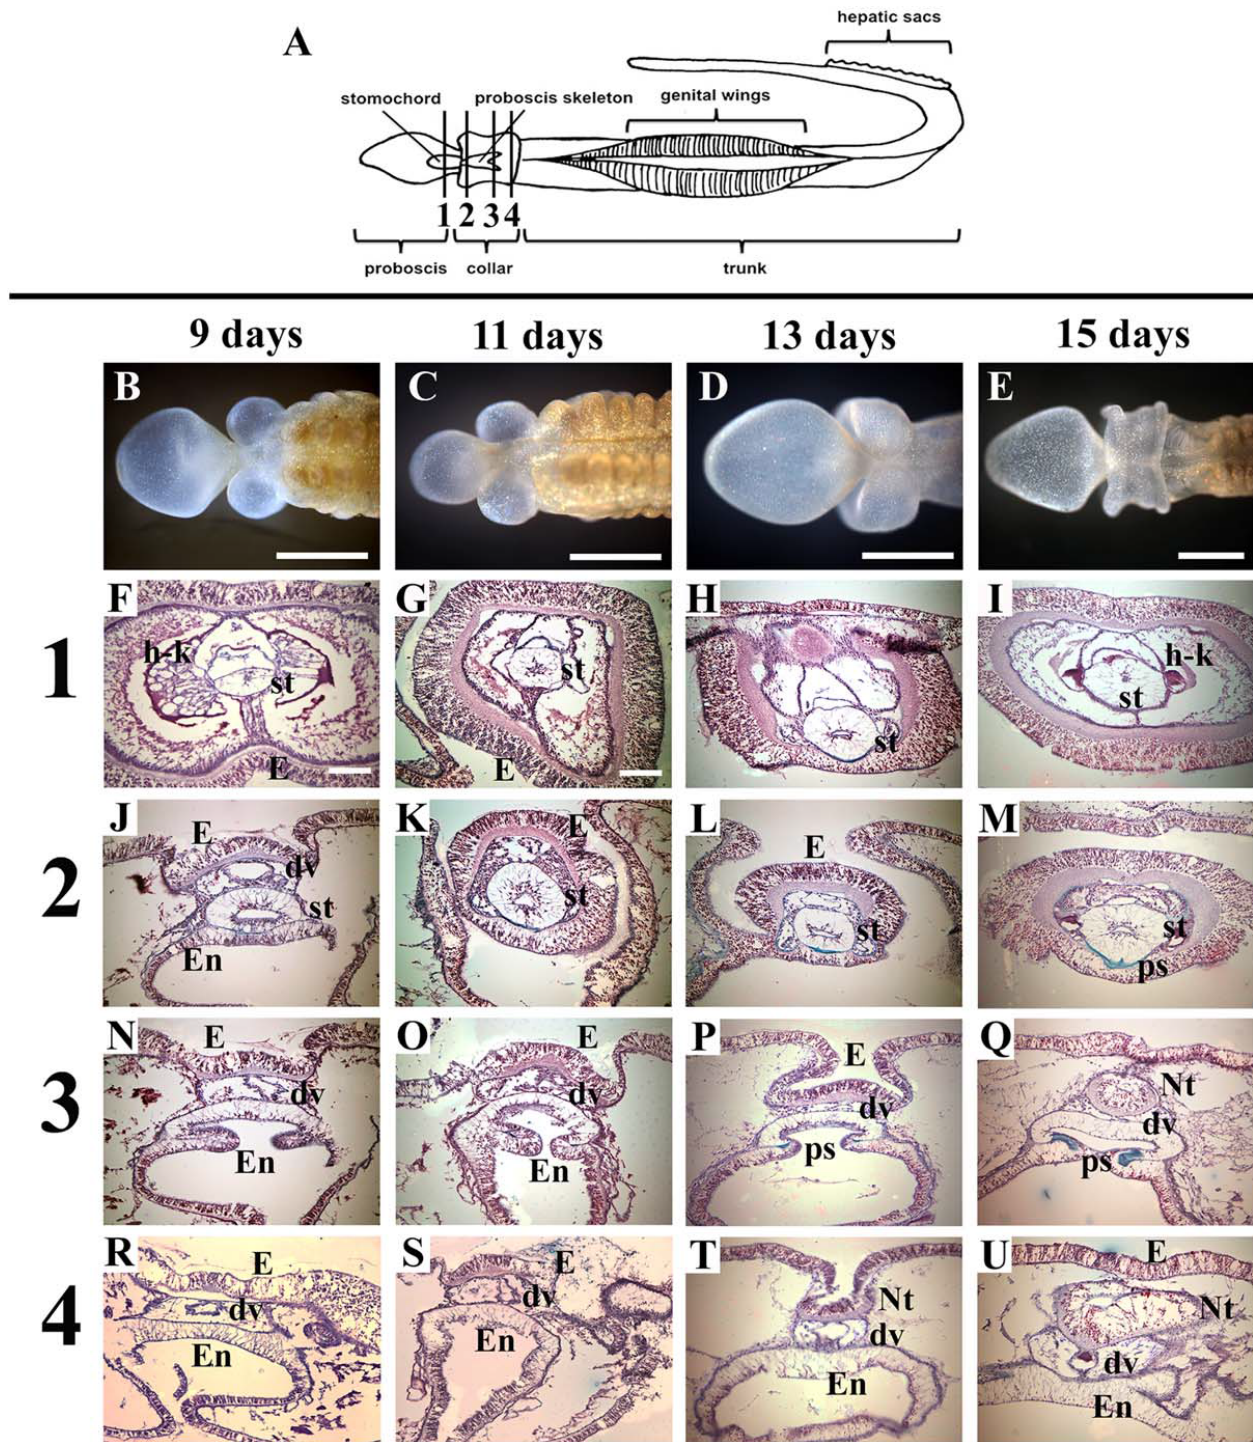 hepatic sacs
A
stomochord
proboscis skeleton
genital wings
1 2 3 4
proboscis
collar
trunk
9 days
11 days
13 days
15 days
B
C
D
E
1
F
h-k
st
E
G
st
E
H
st
I
h-k
st
2
J
E
dv
st
En
K
E
st
L
E
st
M
st
ps
3
N
E
dv
En
O
E
dv
En
P
E
dv
ps
Q
Nt
dv
ps
4
R
E
dv
En
S
E
dv
En
T
Nt
dv
En
U
E
Nt
dv
En